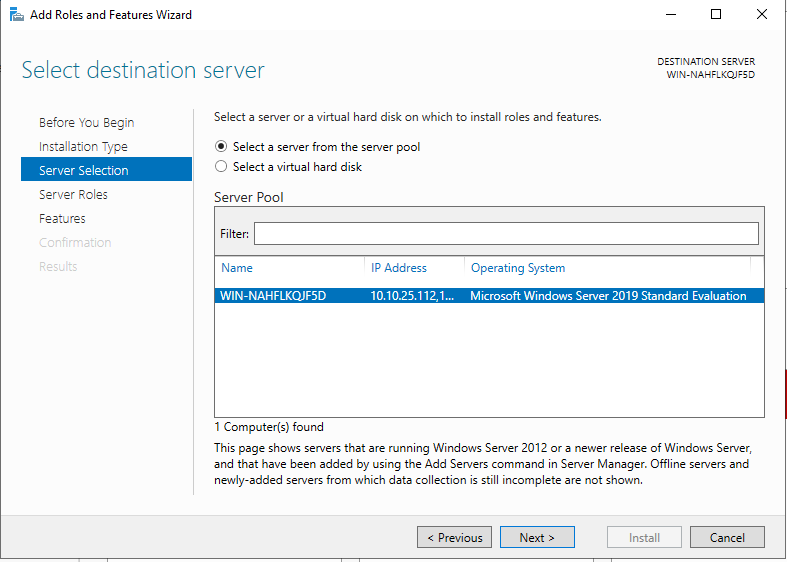 Add Roles and Features Wizard
Select destination server
DESTINATION SERVER
WIN-NAHFLKQJF5D
Before You Begin
Installation Type
Server Selection
Server Roles
Features
Confirmation
Results
Select a server or a virtual hard disk on which to install roles and features.
Select a server from the server pool
Select a virtual hard disk
Server Pool
Filter:
Name IP Address Operating System
WIN-NAHFLKQJF5D 10.10.25.112,1... Microsoft Windows Server 2019 Standard Evaluation
1 Computer(s) found
This page shows servers that are running Windows Server 2012 or a newer release of Windows Server,
and that have been added by using the Add Servers command in Server Manager. Offline servers and
newly-added servers from which data collection is still incomplete are not shown.
< Previous Next > Install Cancel